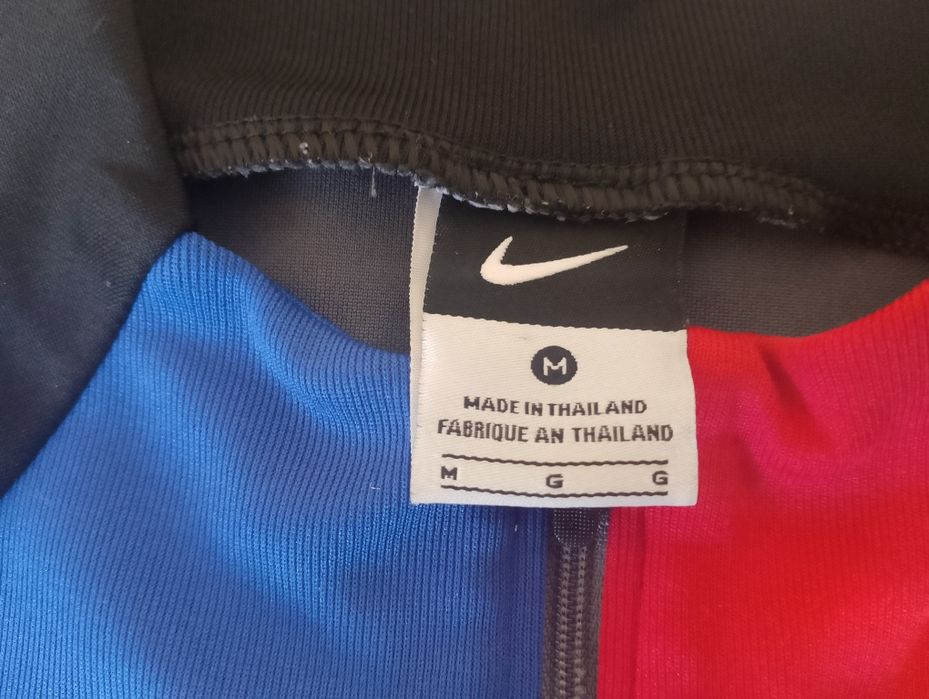 M
MADE IN THAILAND
FABRIQUE AN THAILAND
M G G